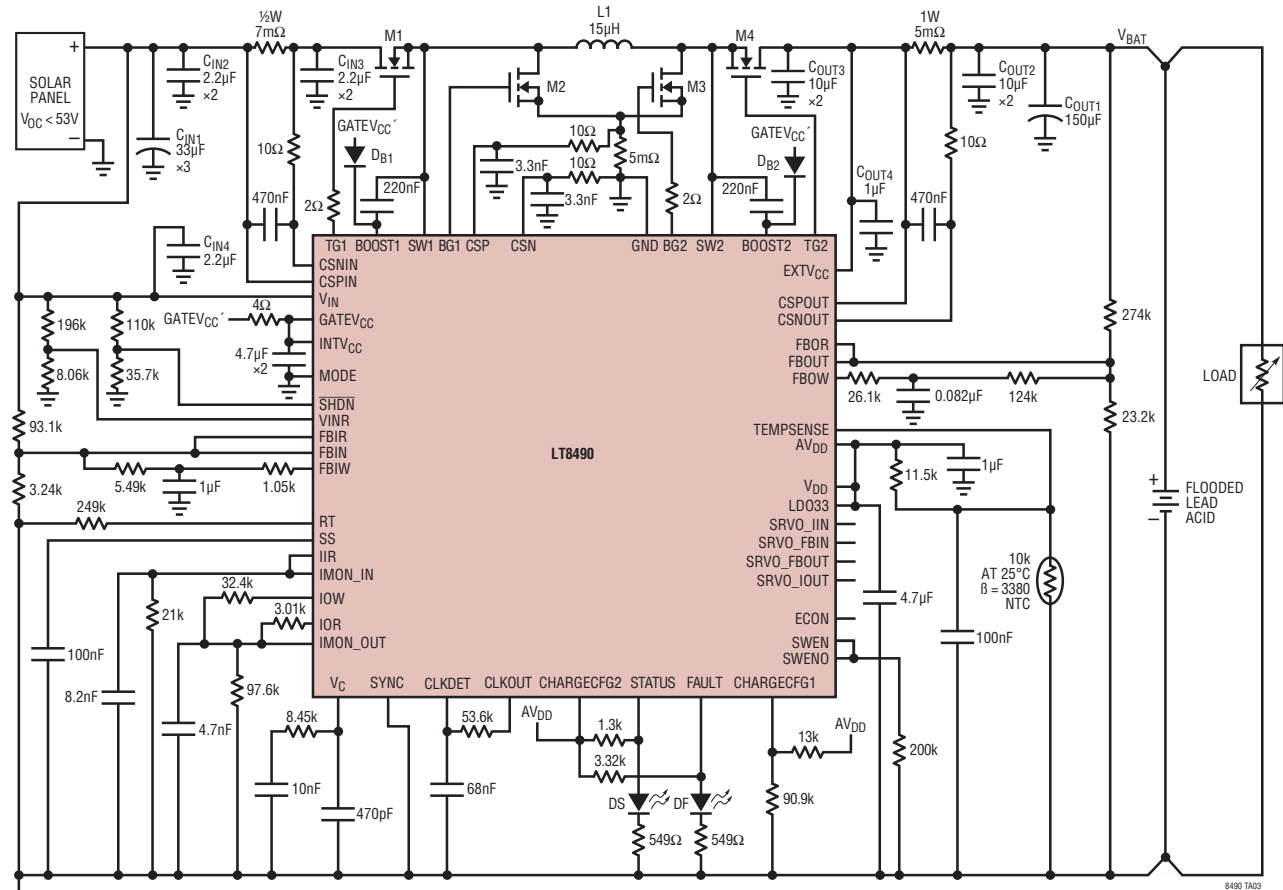 ½W
7mΩ
M1
L1
15µH
M4
1W
5mΩ
VBAT
SOLAR
PANEL
VOC < 53V
+
–
CIN2
2.2µF
×2
CIN3
2.2µF
×2
CIN1
33µF
×3
10Ω
470nF
CIN4
2.2µF
GATEVCC´
DB1
2Ω
220nF
M2
M3
10Ω
10Ω
3.3nF
3.3nF
5mΩ
2Ω
GATEVCC´
DB2
220nF
COUT3
10µF
×2
COUT4
1µF
COUT2
10µF
×2
COUT1
150µF
10Ω
470nF
TG1
BOOST1
SW1
BG1
CSP
CSN
GND
BG2
SW2
BOOST2
TG2
CSNIN
CSPIN
VIN
GATEVCC
INTVCC
MODE
SHDN
VINR
FBIR
FBIN
FBIW
RT
SS
IIR
IMON_IN
IOW
IOR
IMON_OUT
LT8490
EXTVCC
CSPOUT
CSNOUT
FBOR
FBOUT
FBOW
TEMPSENSE
AVDD
VDD
LDO33
SRVO_IIN
SRVO_FBIN
SRVO_FBOUT
SRVO_IOUT
ECON
SWEN
SWENO
VC
SYNC
CLKDET
CLKOUT
CHARGECFG2
STATUS
FAULT
CHARGECFG1
GATEVCC´
4Ω
4.7µF
×2
196k
110k
8.06k
35.7k
93.1k
3.24k
5.49k
1µF
1.05k
249k
32.4k
21k
3.01k
97.6k
100nF
8.2nF
4.7nF
8.45k
10nF
470pF
53.6k
68nF
AVDD
1.3k
3.32k
DS
DF
549Ω
549Ω
13k
AVDD
90.9k
200k
274k
26.1k
0.082µF
124k
23.2k
11.5k
1µF
4.7µF
100nF
10k
AT 25°C
ß = 3380
NTC
LOAD
+
–
FLOODED
LEAD
ACID
8490 TA03